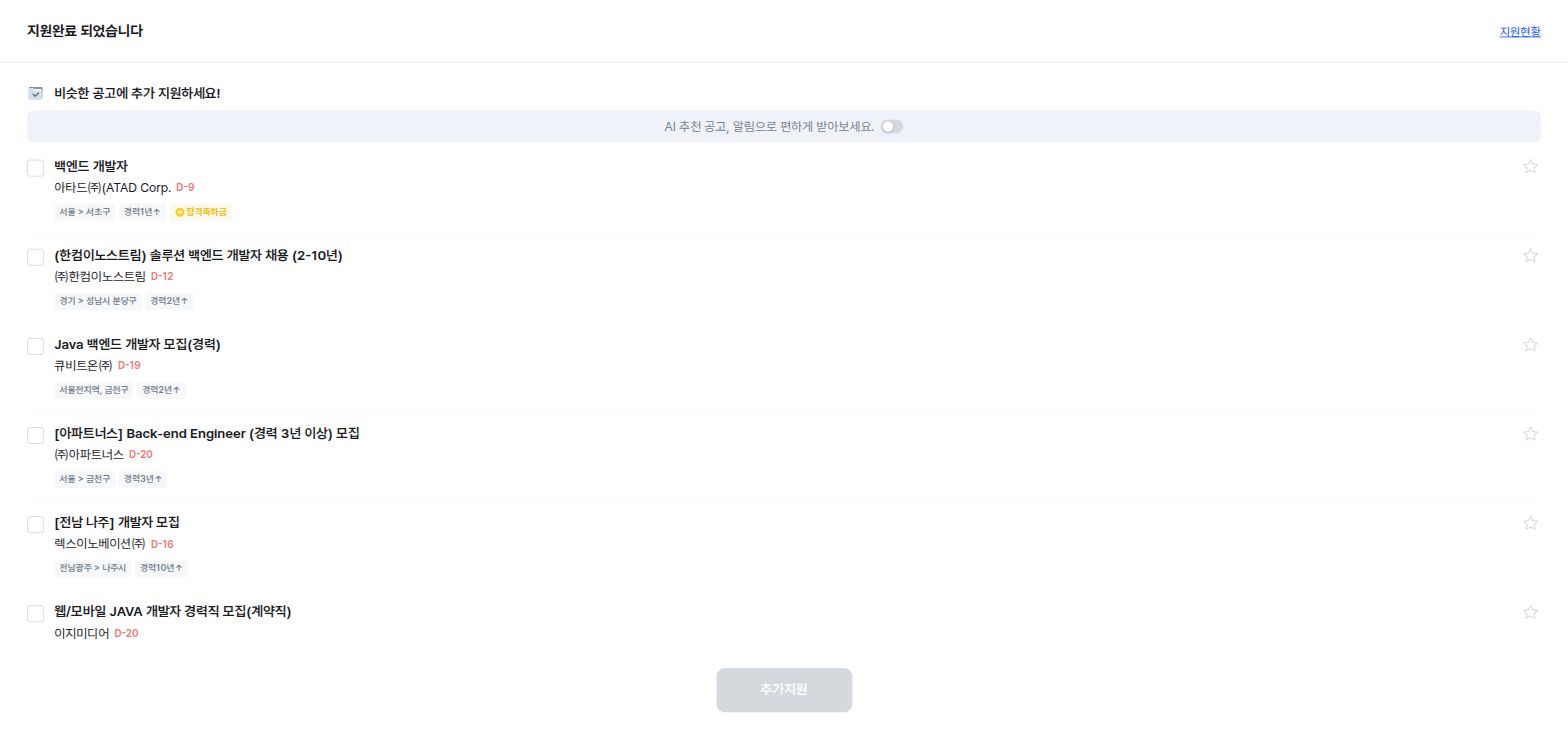 지원완료 되었습니다
지원현황
비슷한 공고에 추가 지원하세요!
AI 추천 공고, 알림으로 편하게 받아보세요.
백엔드 개발자
아타드㈜(ATAD Corp. D-9
서울 > 서초구 경력1년↑ 합격축하금
(한컴이노스트림) 솔루션 백엔드 개발자 채용 (2-10년)
㈜한컴이노스트림 D-12
경기 > 성남시 분당구 경력2년↑
Java 백엔드 개발자 모집(경력)
큐비트온㈜ D-19
서울전지역, 금천구 경력2년↑
[아파트너스] Back-end Engineer (경력 3년 이상) 모집
㈜아파트너스 D-20
서울 > 금천구 경력3년↑
[전남 나주] 개발자 모집
렉스이노베이션㈜ D-16
전남광주 > 나주시 경력10년↑
웹/모바일 JAVA 개발자 경력직 모집(계약직)
이지미디어 D-20
추가지원